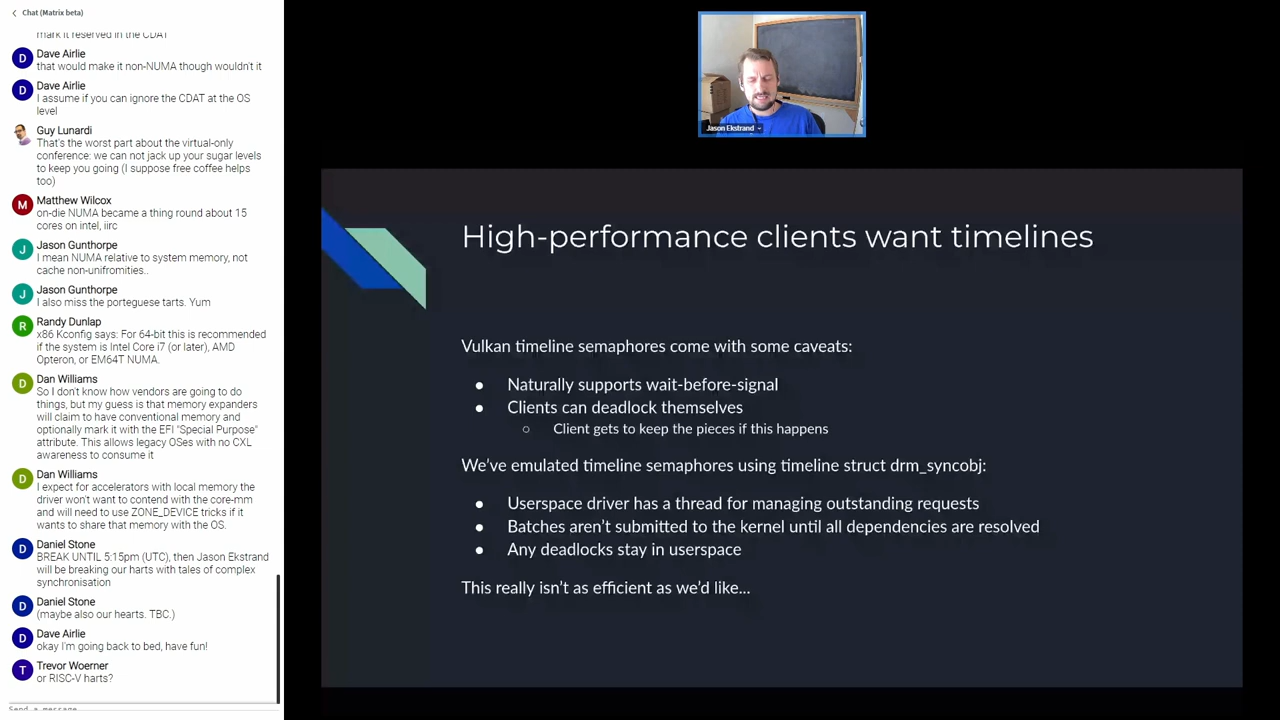 Chat (Matrix beta)
mark it reserved in the CDAT
D
Dave Airlie
that would make it non-NUMA though wouldn't it
D
Dave Airlie
I assume if you can ignore the CDAT at the OS
level
Guy Lunardi
That's the worst part about the virtual-only
conference: we can not jack up your sugar levels
to keep you going (I suppose free coffee helps
too)
M
Matthew Wilcox
on-die NUMA became a thing round about 15
cores on intel, iirc
J
Jason Gunthorpe
I mean NUMA relative to system memory, not
cache non-unifromities..
J
Jason Gunthorpe
I also miss the porteguese tarts. Yum
R
Randy Dunlap
x86 Kconfig says: For 64-bit this is recommended
if the system is Intel Core i7 (or later), AMD
Opteron, or EM64T NUMA.
D
Dan Williams
So I don't know how vendors are going to do
things, but my guess is that memory expanders
will claim to have conventional memory and
optionally mark it with the EFI "Special Purpose"
attribute. This allows legacy OSes with no CXL
awareness to consume it
D
Dan Williams
I expect for accelerators with local memory the
driver won't want to contend with the core-mm
and will need to use ZONE_DEVICE tricks if it
wants to share that memory with the OS.
D
Daniel Stone
BREAK UNTIL 5:15pm (UTC), then Jason Ekstrand
will be breaking our harts with tales of complex
synchronisation
D
Daniel Stone
(maybe also our hearts. TBC.)
D
Dave Airlie
okay I'm going back to bed, have fun!
T
Trevor Woerner
or RISC-V harts?
Send a message
Jason Ekstrand
High-performance clients want timelines
Vulkan timeline semaphores come with some caveats:
● Naturally supports wait-before-signal
● Clients can deadlock themselves
○ Client gets to keep the pieces if this happens
We've emulated timeline semaphores using timeline struct drm_syncobj:
● Userspace driver has a thread for managing outstanding requests
● Batches aren't submitted to the kernel until all dependencies are resolved
● Any deadlocks stay in userspace
This really isn't as efficient as we'd like...